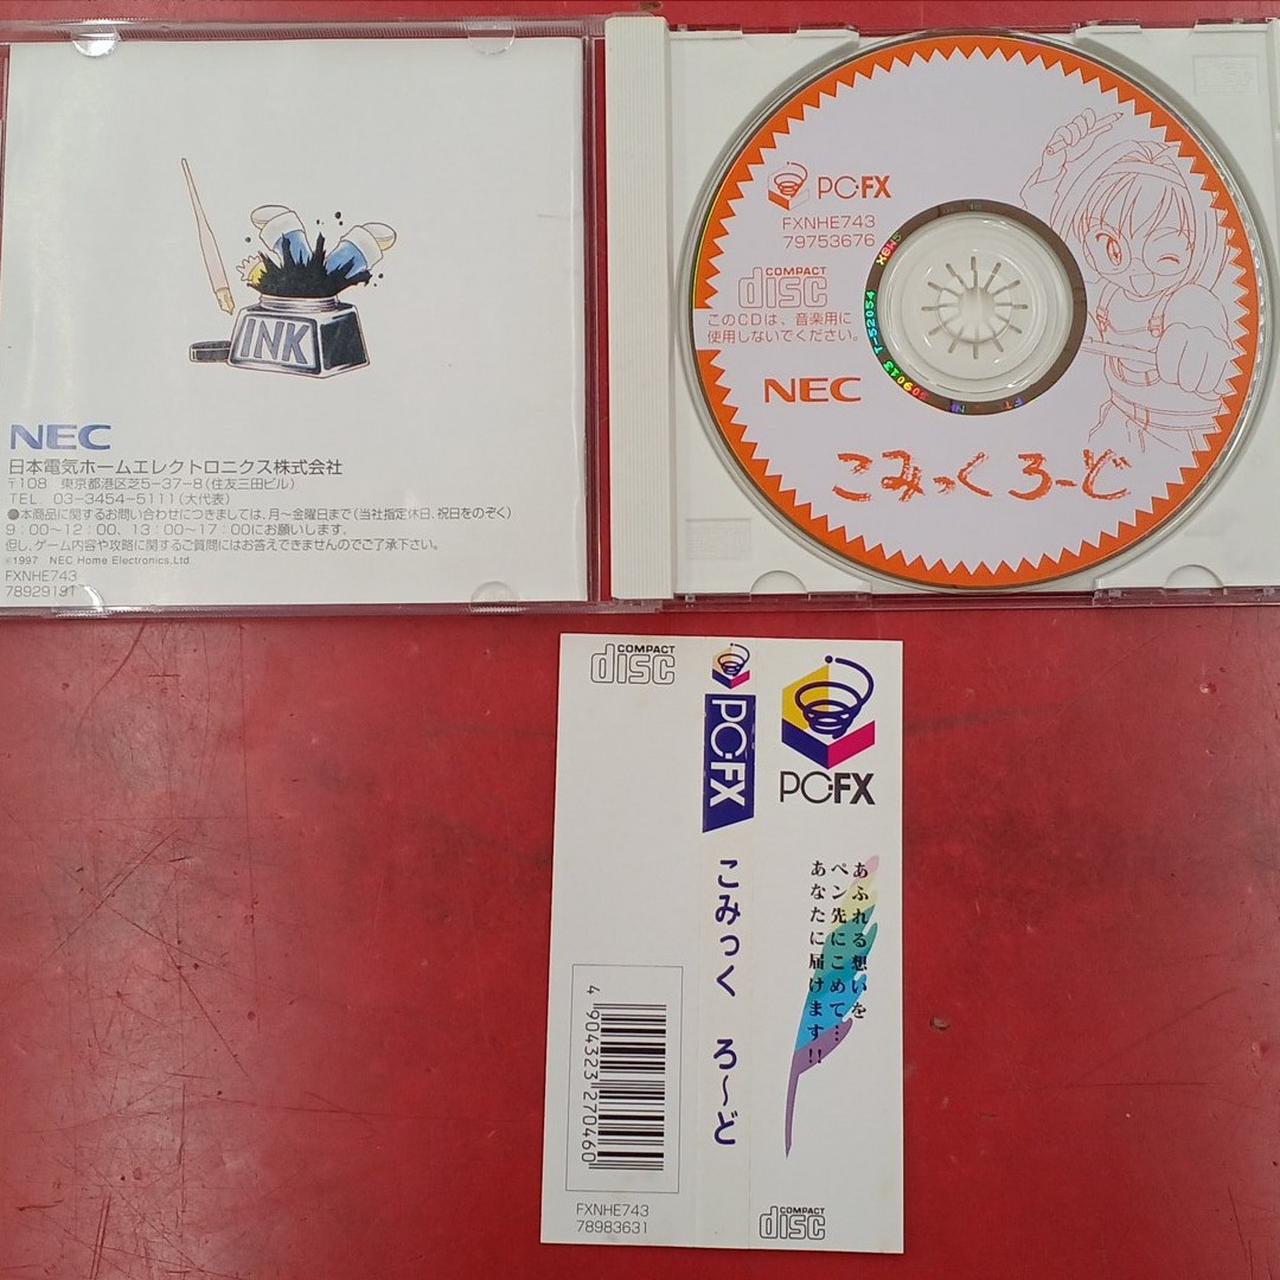 INK
NEC
日本電気ホームエレクトロニクス株式会社
〒108 東京都港区芝5-37-8(住友三田ビル)
TEL. 03-3454-5111(大代表)
●本商品に関するお問い合わせにつきましては、月〜金曜日まで(当社指定休日、祝日をのぞく)
9:00〜12:00、13:00〜17:00にお願いします。
但し、ゲーム内容や攻略に関するご質問にはお答えできませんのでご了承下さい。
©1997 NEC Home Electronics,Ltd.
FXNHE743
78929191
PC-FX
FXNHE743
79753676
COMPACT
disc
このCDは、音楽用に
使用しないでください。
NEC
こみっくろーど
T-52054
COMPACT
disc
PC-FX
こみっく ろ〜ど
4 904323 270460
FXNHE743
78983631
PC-FX
あふれる想いを
ペン先にこめて…
あなたに届けます!!
COMPACT
disc